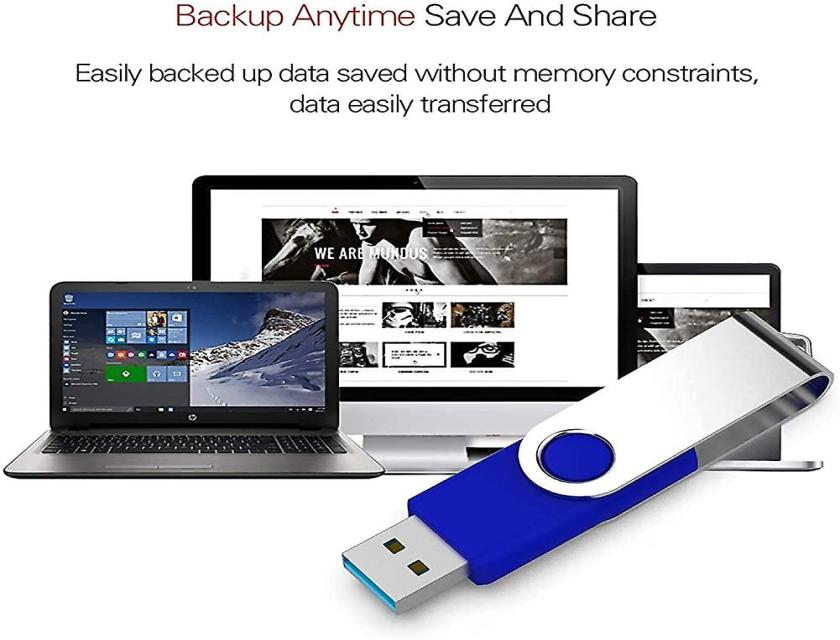 Backup Anytime Save And Share
Easily backed up data saved without memory constraints,
data easily transferred
WE ARE MUNDUS
hp